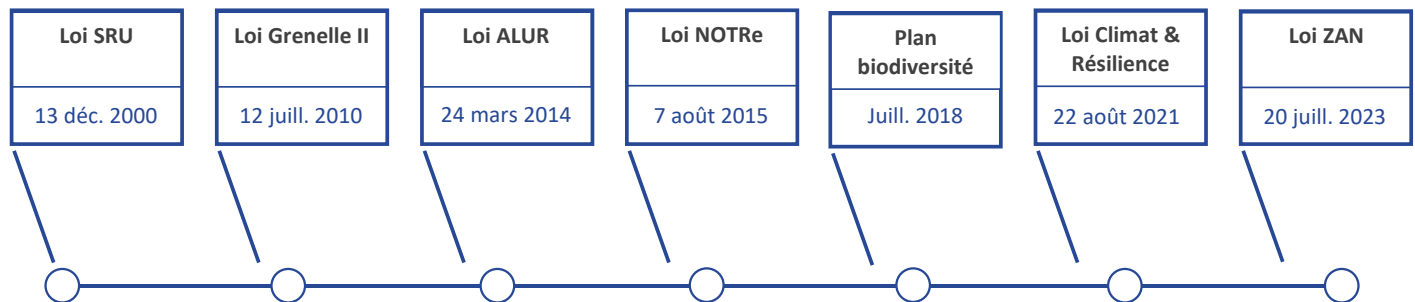 Loi SRU
13 déc. 2000
Loi Grenelle II
12 juill. 2010
Loi ALUR
24 mars 2014
Loi NOTRe
7 août 2015
Plan
biodiversité
Juill. 2018
Loi Climat &
Résilience
22 août 2021
Loi ZAN
20 juill. 2023